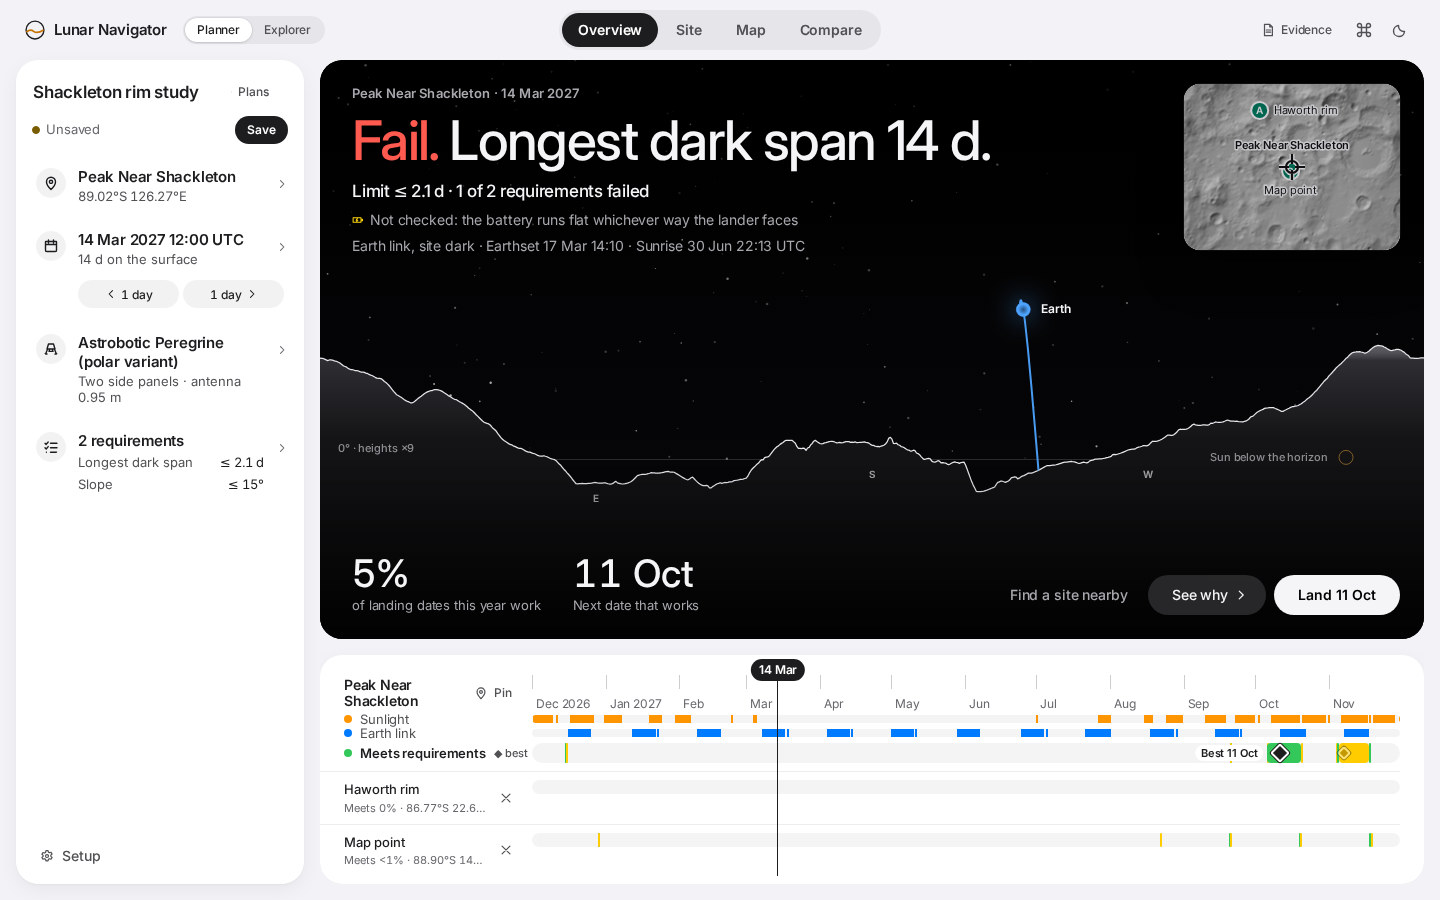 Lunar Navigator
Planner
Explorer
Overview
Site
Map
Compare
Evidence
Shackleton rim study
Plans
Unsaved
Save
Peak Near Shackleton
89.02°S 126.27°E
14 Mar 2027 12:00 UTC
14 d on the surface
1 day
1 day
Astrobotic Peregrine
(polar variant)
Two side panels · antenna
0.95 m
2 requirements
Longest dark span ≤ 2.1 d
Slope ≤ 15°
Setup
Peak Near Shackleton · 14 Mar 2027
Fail. Longest dark span 14 d.
Limit ≤ 2.1 d · 1 of 2 requirements failed
Not checked: the battery runs flat whichever way the lander faces
Earth link, site dark · Earthset 17 Mar 14:10 · Sunrise 30 Jun 22:13 UTC
A Haworth rim
Peak Near Shackleton
Map point
Earth
0° · heights ×9
Sun below the horizon
E
S
W
5%
of landing dates this year work
11 Oct
Next date that works
Find a site nearby
See why
Land 11 Oct
14 Mar
Peak Near
Shackleton
Pin
Dec 2026
Jan 2027
Feb
Mar
Apr
May
Jun
Jul
Aug
Sep
Oct
Nov
Sunlight
Earth link
Meets requirements ◆ best
Best 11 Oct
Haworth rim
Meets 0% · 86.77°S 22.6…
Map point
Meets <1% · 88.90°S 14…